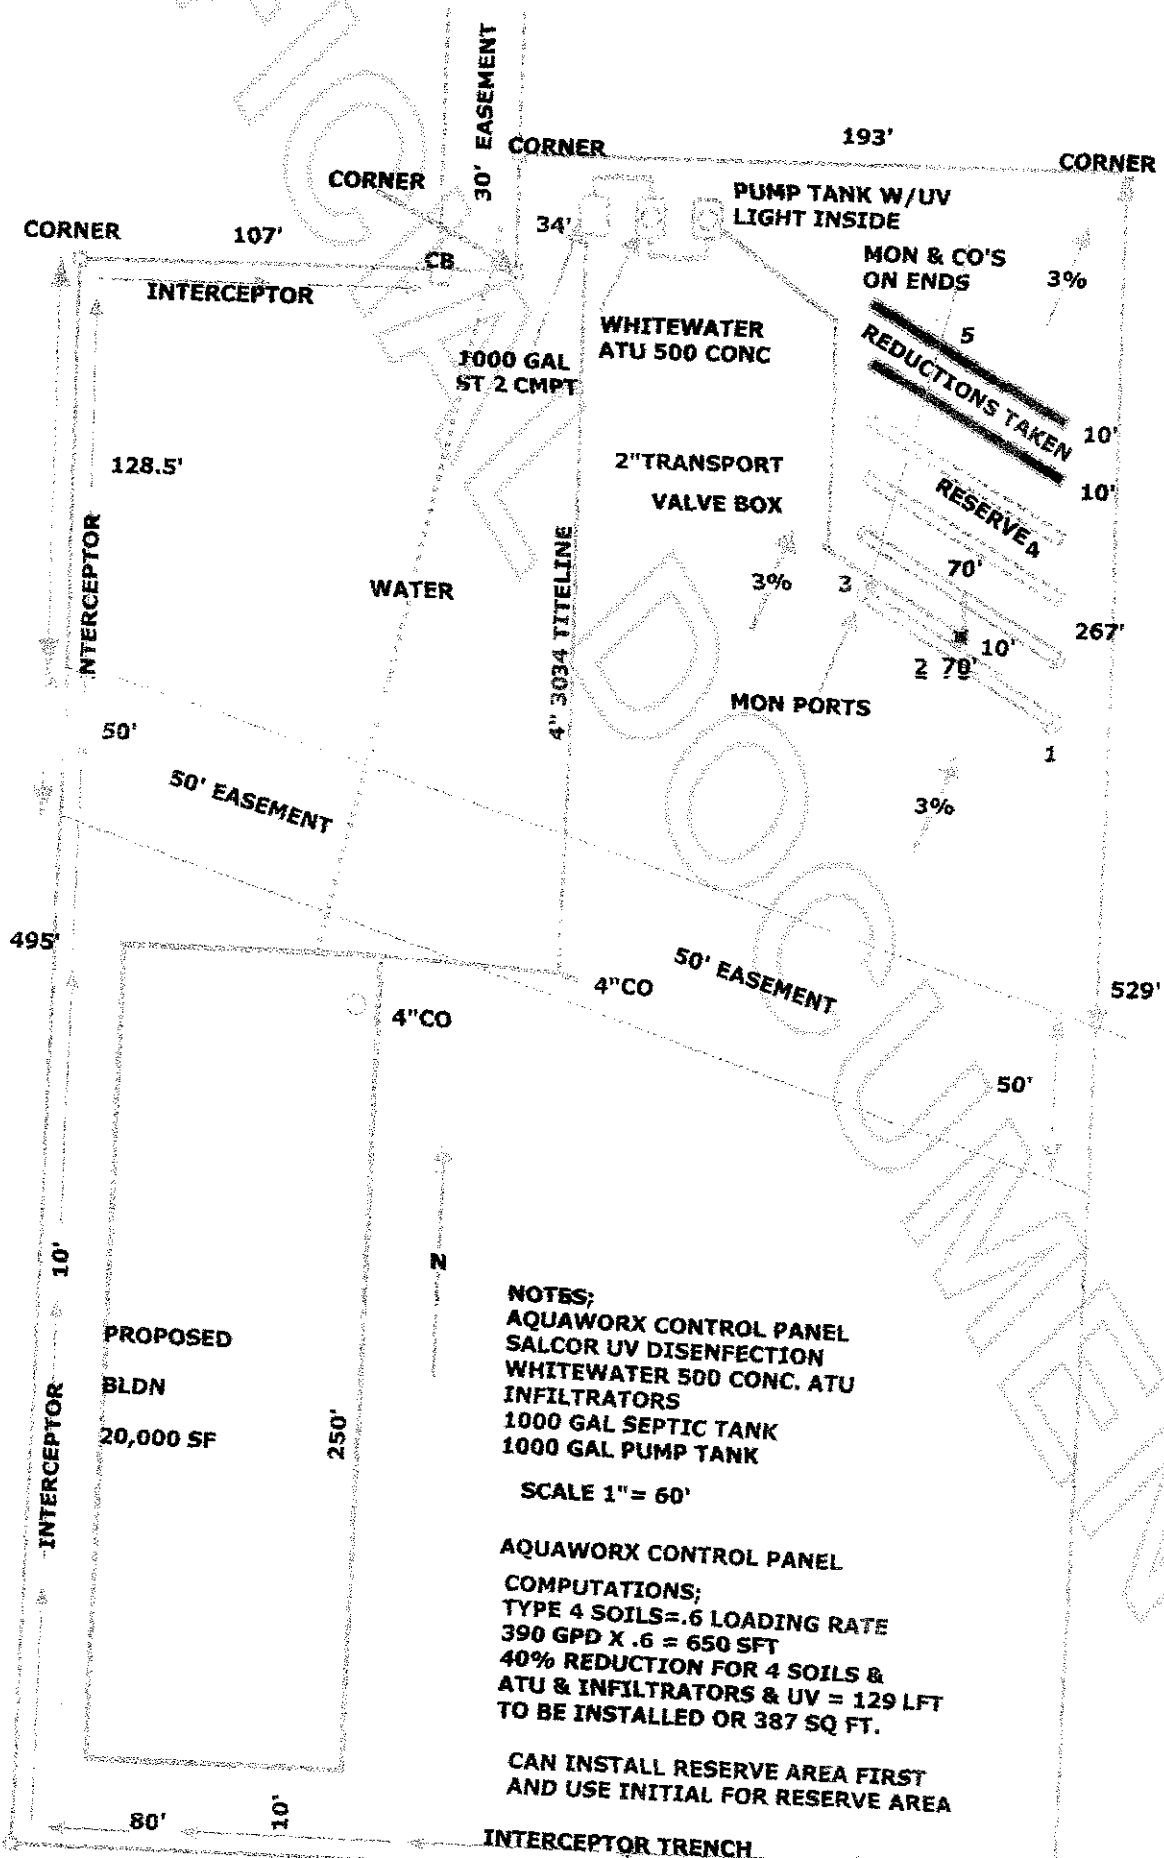 30' EASEMENT
CORNER
193'
CORNER
CORNER
PUMP TANK W/UV
LIGHT INSIDE
CORNER
107'
34'
CB
MON & CO'S
ON ENDS
3%
INTERCEPTOR
WHITEWATER
ATU 500 CONC
5
REDUCTIONS TAKEN
1000 GAL
ST 2 CMPT
10'
128.5'
2"TRANSPORT
10'
VALVE BOX
RESERVE
4
INTERCEPTOR
WATER
4" 3034 TITELINE
3%
3
70'
267'
10'
2 70'
MON PORTS
1
50'
50' EASEMENT
3%
495'
50' EASEMENT
4"CO
529'
4"CO
50'
N
10'
INTERCEPTOR
PROPOSED
BLDN
20,000 SF
250'
NOTES;
AQUAWORX CONTROL PANEL
SALCOR UV DISENFECTION
WHITEWATER 500 CONC. ATU
INFILTRATORS
1000 GAL SEPTIC TANK
1000 GAL PUMP TANK
SCALE 1"= 60'
AQUAWORX CONTROL PANEL
COMPUTATIONS;
TYPE 4 SOILS=.6 LOADING RATE
390 GPD X .6 = 650 SFT
40% REDUCTION FOR 4 SOILS &
ATU & INFILTRATORS & UV = 129 LFT
TO BE INSTALLED OR 387 SQ FT.
CAN INSTALL RESERVE AREA FIRST
AND USE INITIAL FOR RESERVE AREA
80'
10'
INTERCEPTOR TRENCH